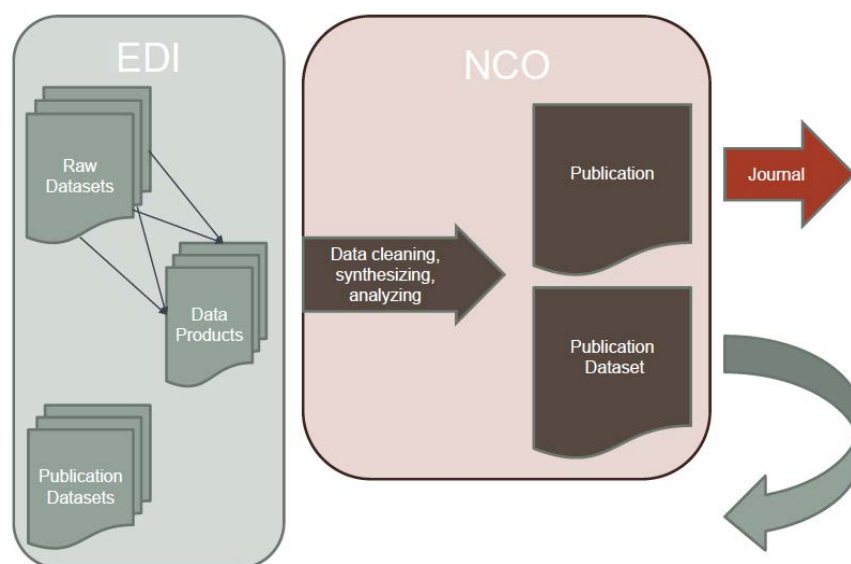 EDI
Raw
Datasets
Data
Products
Publication
Datasets
NCO
Data cleaning,
synthesizing,
analyzing
Publication
Publication
Dataset
Journal